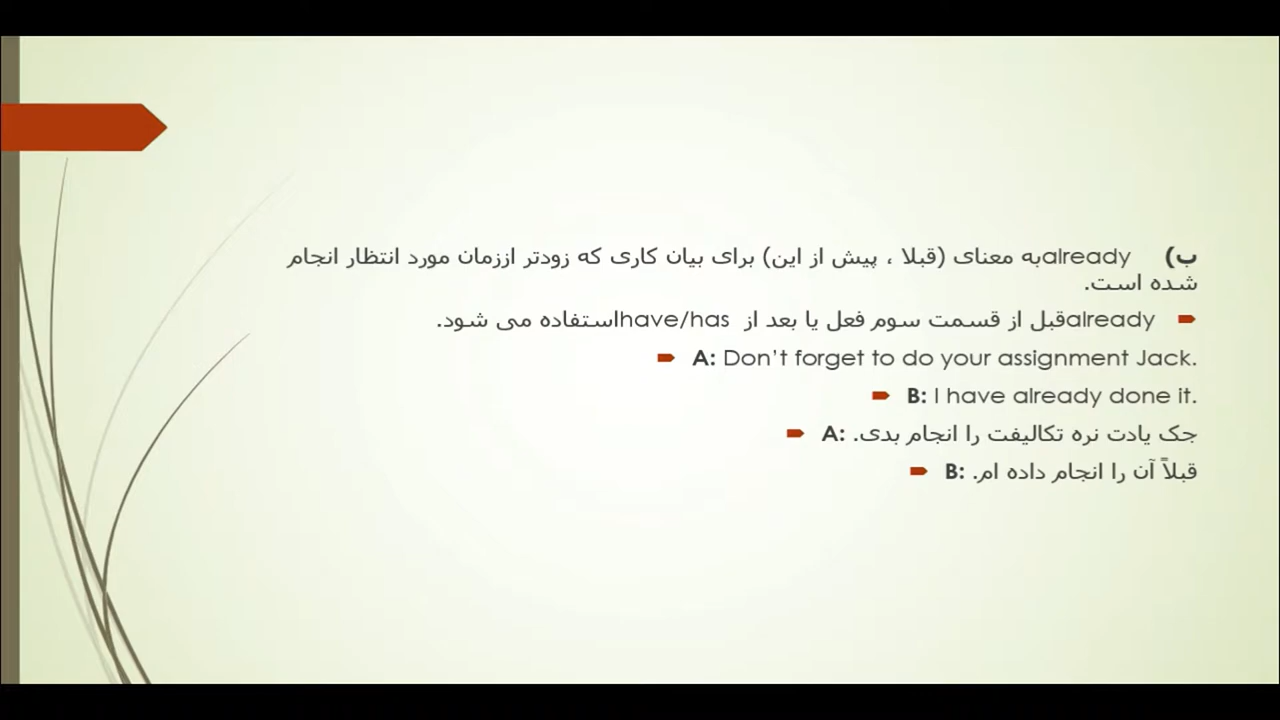 ب) alreadyبه معنای (قبلا ، پیش از این) برای بیان کاری که زودتر اززمان مورد انتظار انجام
شده است.
alreadyقبل از قسمت سوم فعل یا بعد از have/hasاستفاده می شود.
A: Don’t forget to do your assignment Jack.
B: I have already done it.
A: جک یادت نره تکالیفت را انجام بدی.
B: قبلاً آن را انجام داده ام.